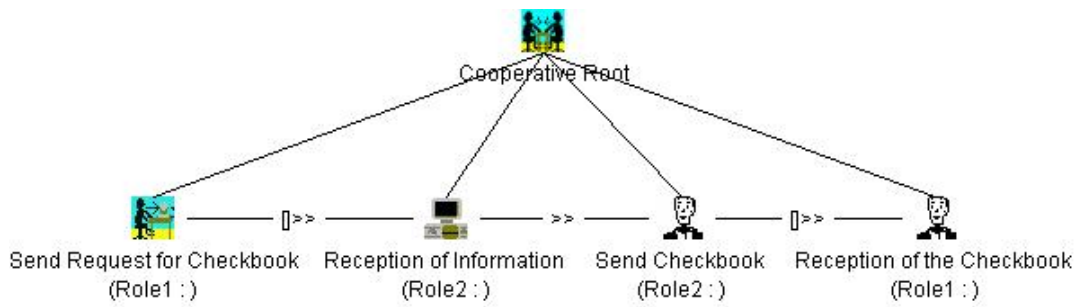 Cooperative Root
[]>> >> []>>
Send Request for Checkbook Reception of Information Send Checkbook Reception of the Checkbook
(Role1 : ) (Role2 : ) (Role2 : ) (Role1 : )